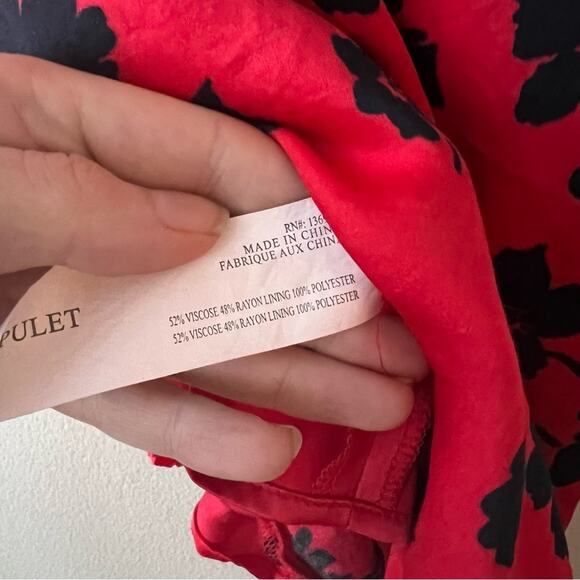 RN#: 136
MADE IN CHIN
FABRIQUE AUX CHIN
52% VISCOSE 48% RAYON LINING 100% POLYESTER
52% VISCOSE 48% RAYON LINING 100% POLYESTER
PULET